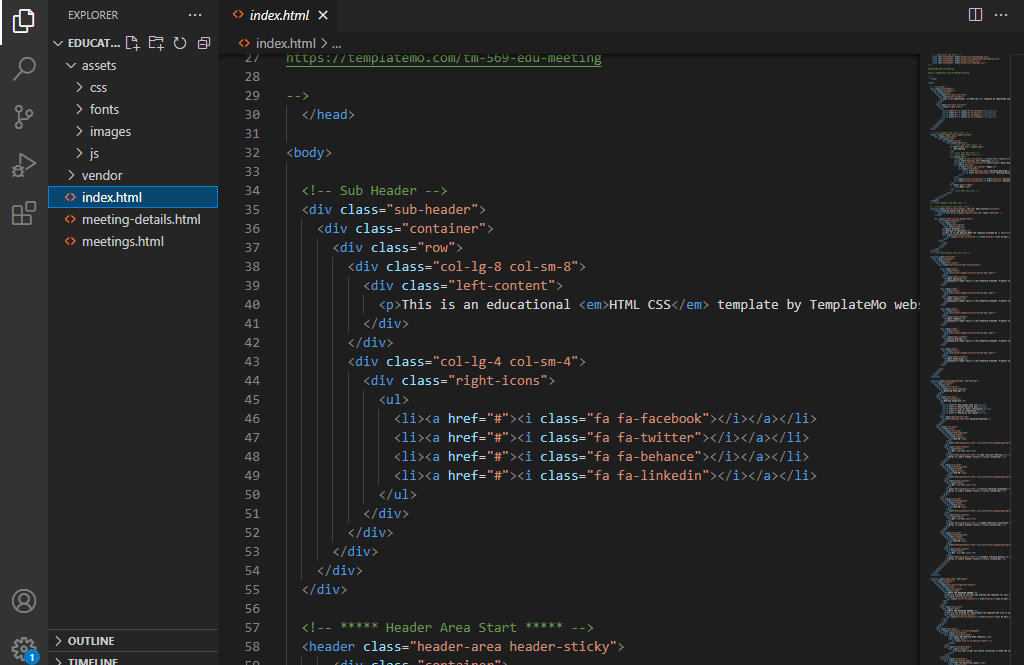 EXPLORER
EDUCAT...
assets
css
fonts
images
js
vendor
index.html
meeting-details.html
meetings.html
OUTLINE
TIMELINE
1
index.html
index.html > ...
27 https://templatemo.com/tm-569-edu-meeting
28
29 -->
30 </head>
31
32 <body>
33
34 <!-- Sub Header -->
35 <div class="sub-header">
36 <div class="container">
37 <div class="row">
38 <div class="col-lg-8 col-sm-8">
39 <div class="left-content">
40 <p>This is an educational <em>HTML CSS</em> template by TemplateMo webs
41 </div>
42 </div>
43 <div class="col-lg-4 col-sm-4">
44 <div class="right-icons">
45 <ul>
46 <li><a href="#"><i class="fa fa-facebook"></i></a></li>
47 <li><a href="#"><i class="fa fa-twitter"></i></a></li>
48 <li><a href="#"><i class="fa fa-behance"></i></a></li>
49 <li><a href="#"><i class="fa fa-linkedin"></i></a></li>
50 </ul>
51 </div>
52 </div>
53 </div>
54 </div>
55 </div>
56
57 <!-- ***** Header Area Start ***** -->
58 <header class="header-area header-sticky">
59 <div class="container">